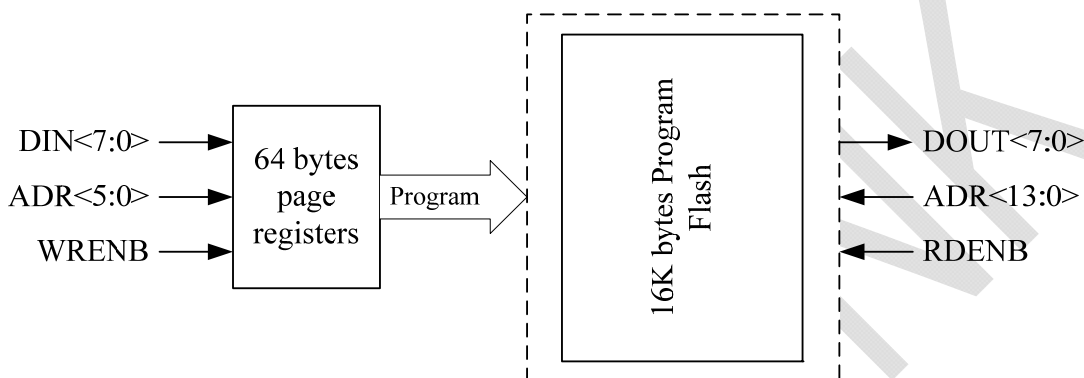 DIN<7:0>
ADR<5:0>
WRENB
64 bytes
page
registers
Program
16K bytes Program
Flash
DOUT<7:0>
ADR<13:0>
RDENB